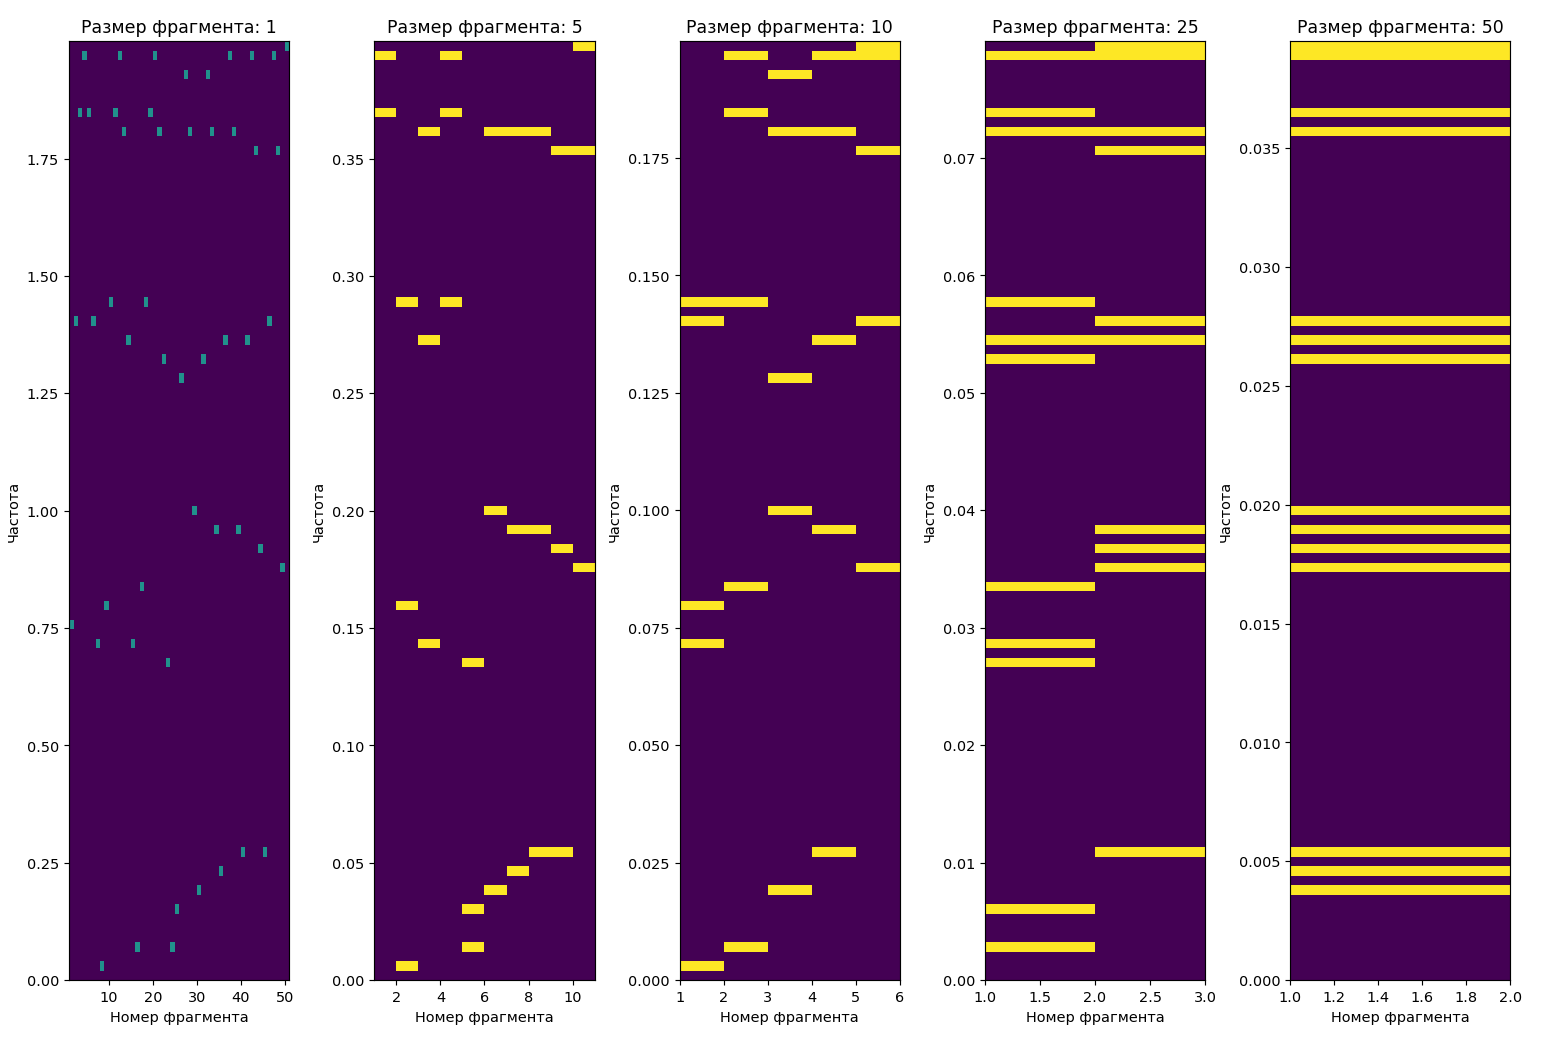 Размер фрагмента: 1
Частота
1.75
1.50
1.25
1.00
0.75
0.50
0.25
0.00
10 20 30 40 50
Номер фрагмента
Размер фрагмента: 5
Частота
0.35
0.30
0.25
0.20
0.15
0.10
0.05
0.00
2 4 6 8 10
Номер фрагмента
Размер фрагмента: 10
Частота
0.175
0.150
0.125
0.100
0.075
0.050
0.025
0.000
1 2 3 4 5 6
Номер фрагмента
Размер фрагмента: 25
Частота
0.07
0.06
0.05
0.04
0.03
0.02
0.01
0.00
1.0 1.5 2.0 2.5 3.0
Номер фрагмента
Размер фрагмента: 50
Частота
0.035
0.030
0.025
0.020
0.015
0.010
0.005
0.000
1.0 1.2 1.4 1.6 1.8 2.0
Номер фрагмента